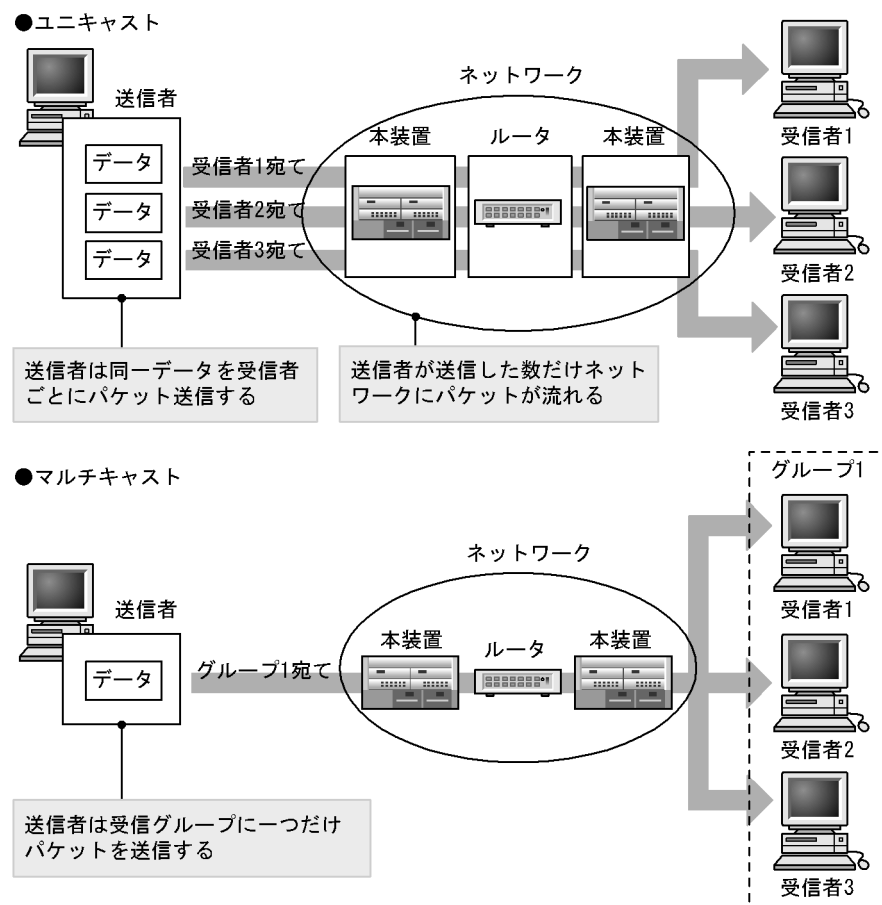 ●ユニキャスト
送信者
データ
データ
データ
受信者1宛て
受信者2宛て
受信者3宛て
ネットワーク
本装置
ルータ
本装置
受信者1
受信者2
受信者3
送信者は同一データを受信者
ごとにパケット送信する
送信者が送信した数だけネット
ワークにパケットが流れる
●マルチキャスト
送信者
データ
グループ1宛て
ネットワーク
本装置
ルータ
本装置
グループ1
受信者1
受信者2
受信者3
送信者は受信グループに一つだけ
パケットを送信する